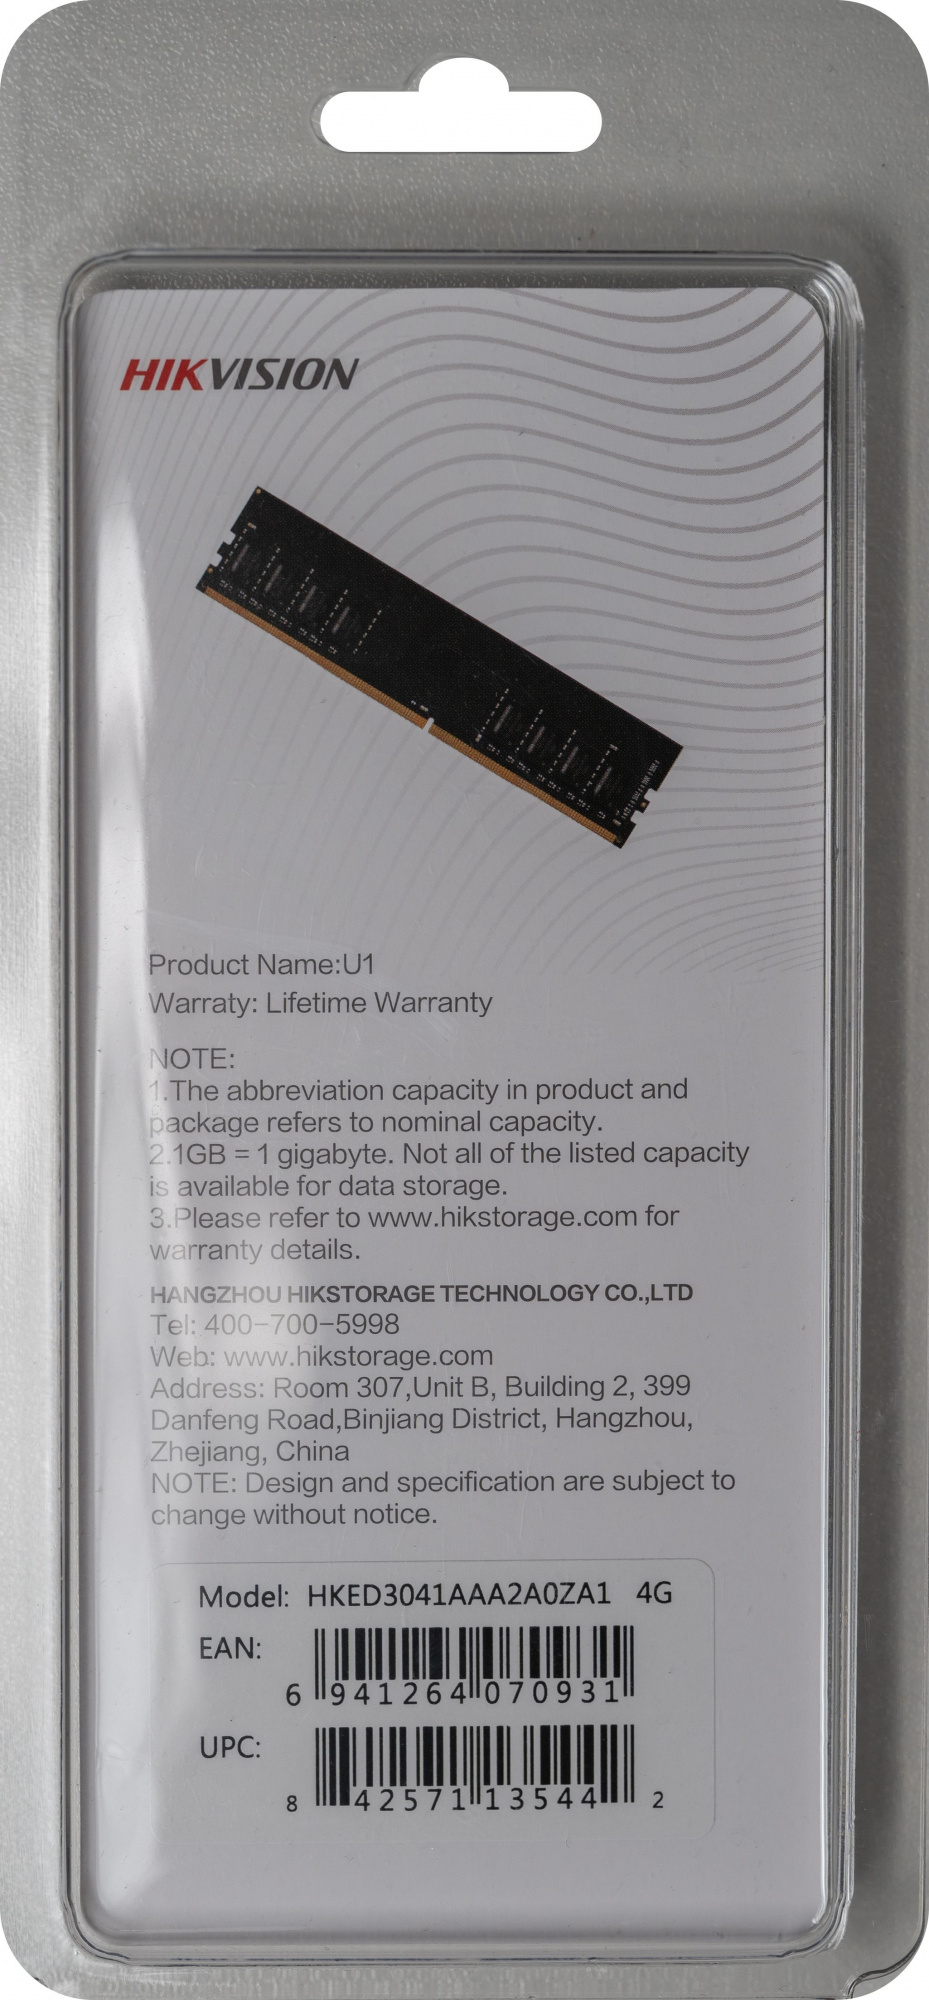 HIKVISION
Product Name:U1
Warraty: Lifetime Warranty
NOTE:
1.The abbreviation capacity in product and
package refers to nominal capacity.
2.1GB = 1 gigabyte. Not all of the listed capacity
is available for data storage.
3.Please refer to www.hikstorage.com for
warranty details.
HANGZHOU HIKSTORAGE TECHNOLOGY CO.,LTD
Tel: 400-700-5998
Web: www.hikstorage.com
Address: Room 307,Unit B, Building 2, 399
Danfeng Road,Binjiang District, Hangzhou,
Zhejiang, China
NOTE: Design and specification are subject to
change without notice.
Model: HKED3041AAA2A0ZA1 4G
EAN:
6 941264 070931
UPC:
8 42571 13544 2